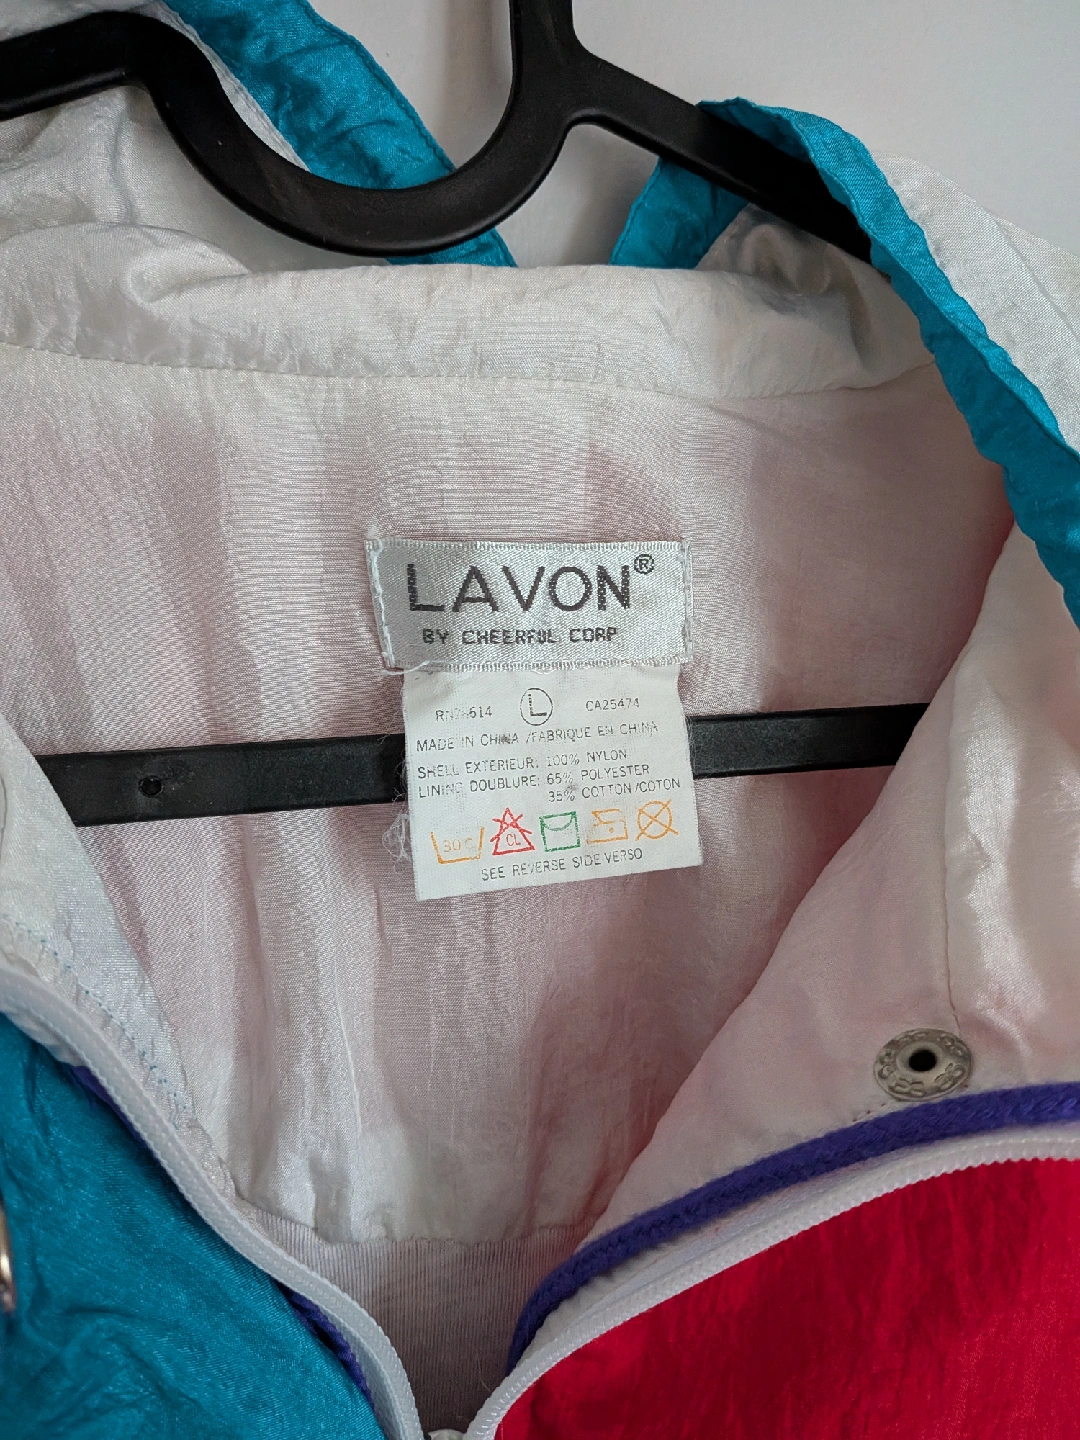 LAVON®
BY CHEERFUL CORP
L CA25474
MADE IN CHINA / FABRIQUE EN CHINA
SHELL EXTERIEUR: 100% NYLON
LINING DOUBLURE: 65% POLYESTER
35% COTTON / COTON
30°C CL
SEE REVERSE SIDE VERSO